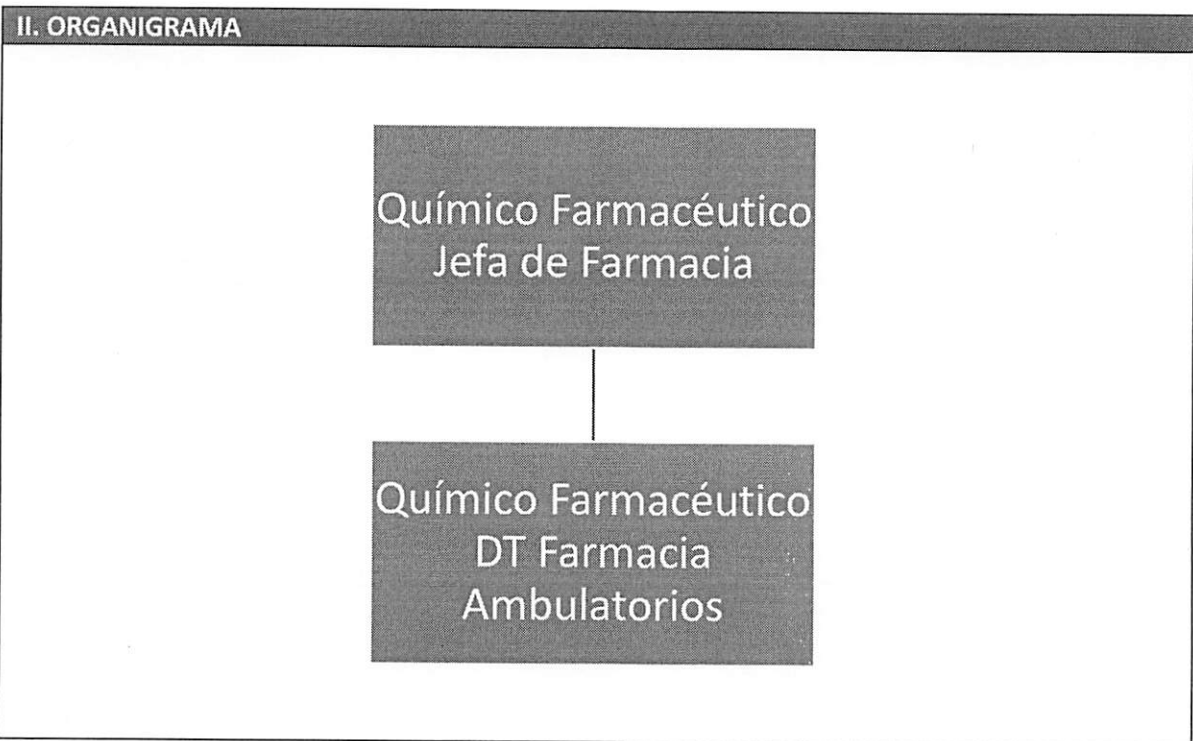 II. ORGANIGRAMA
Químico Farmacéutico
Jefa de Farmacia
Químico Farmacéutico
DT Farmacia
Ambulatorios